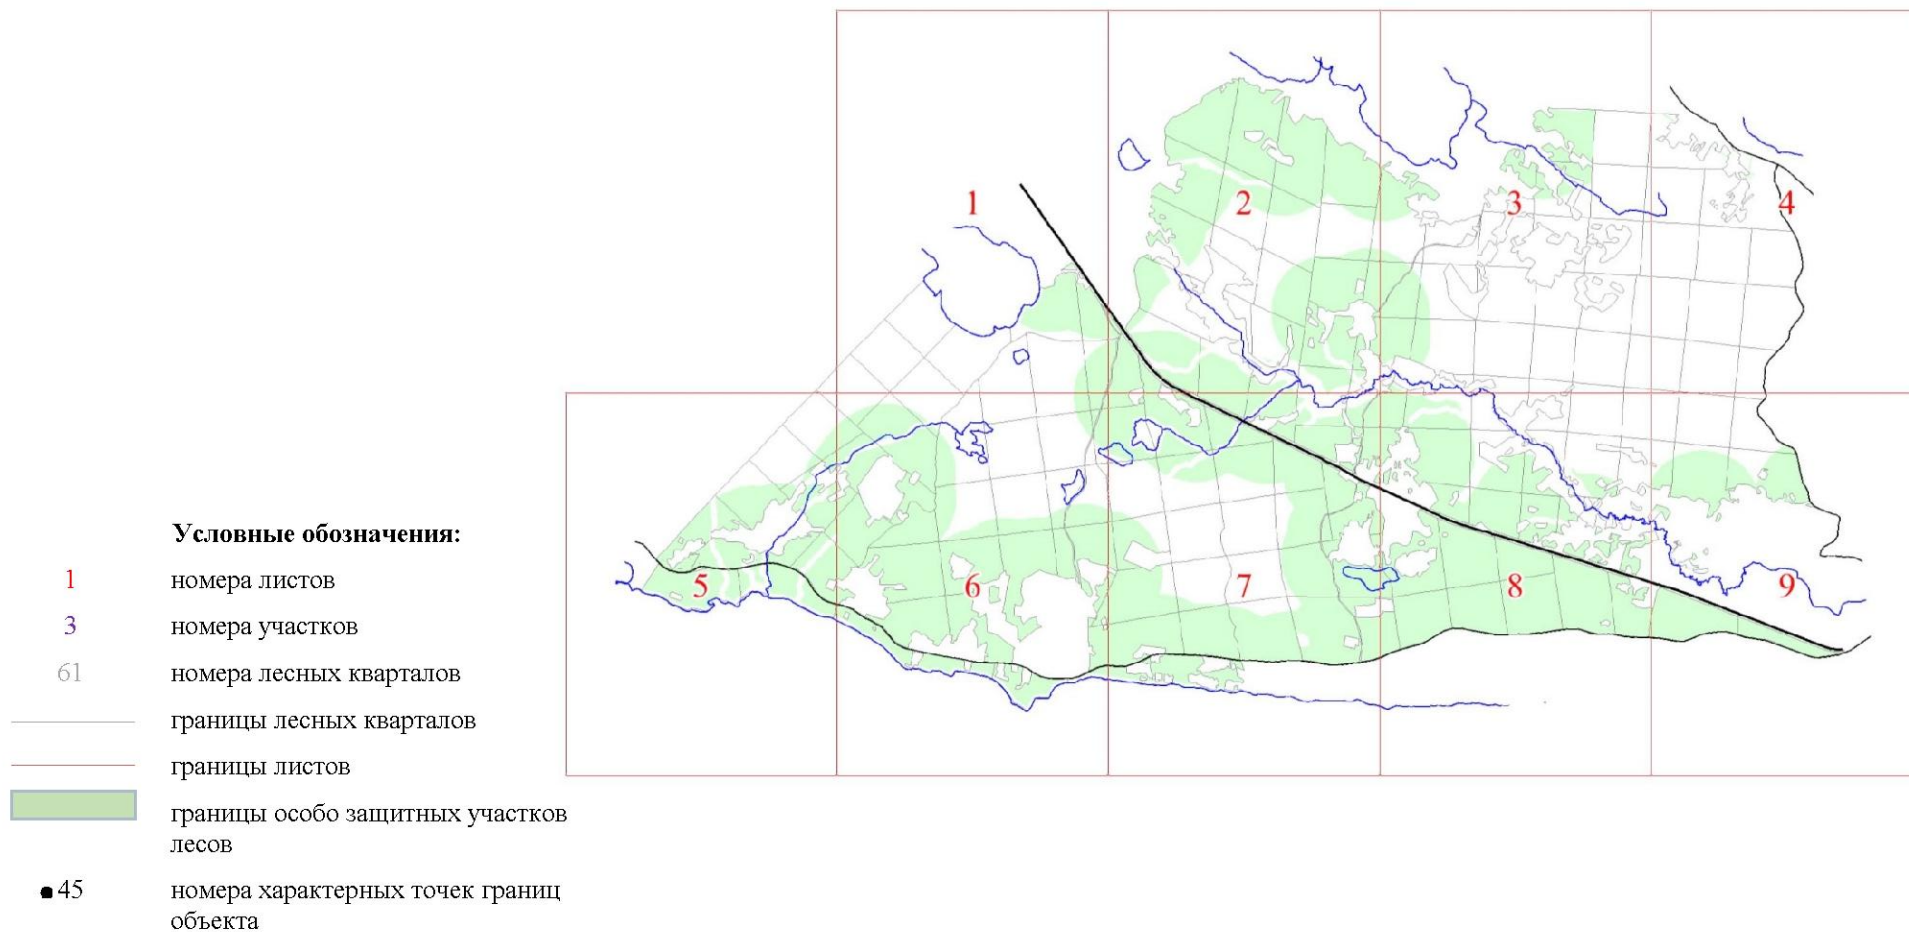 1
2
3
4
5
6
7
8
9
Условные обозначения:
1 номера листов
3 номера участков
61 номера лесных кварталов
границы лесных кварталов
границы листов
границы особо защитных участков
лесов
45 номера характерных точек границ
объекта